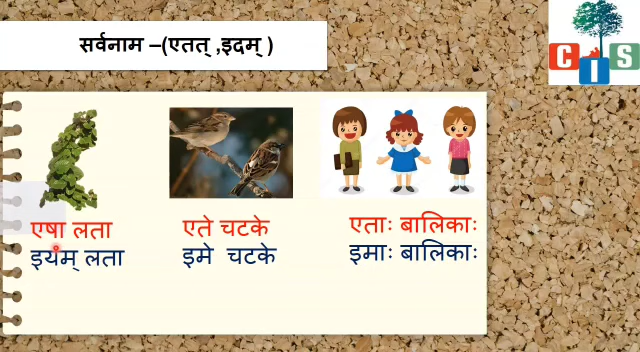 सर्वनाम –(एतत् ,इदम् )
CIS
एषा लता
इयम् लता
एते चटके
इमे चटके
एताः बालिकाः
इमाः बालिकाः